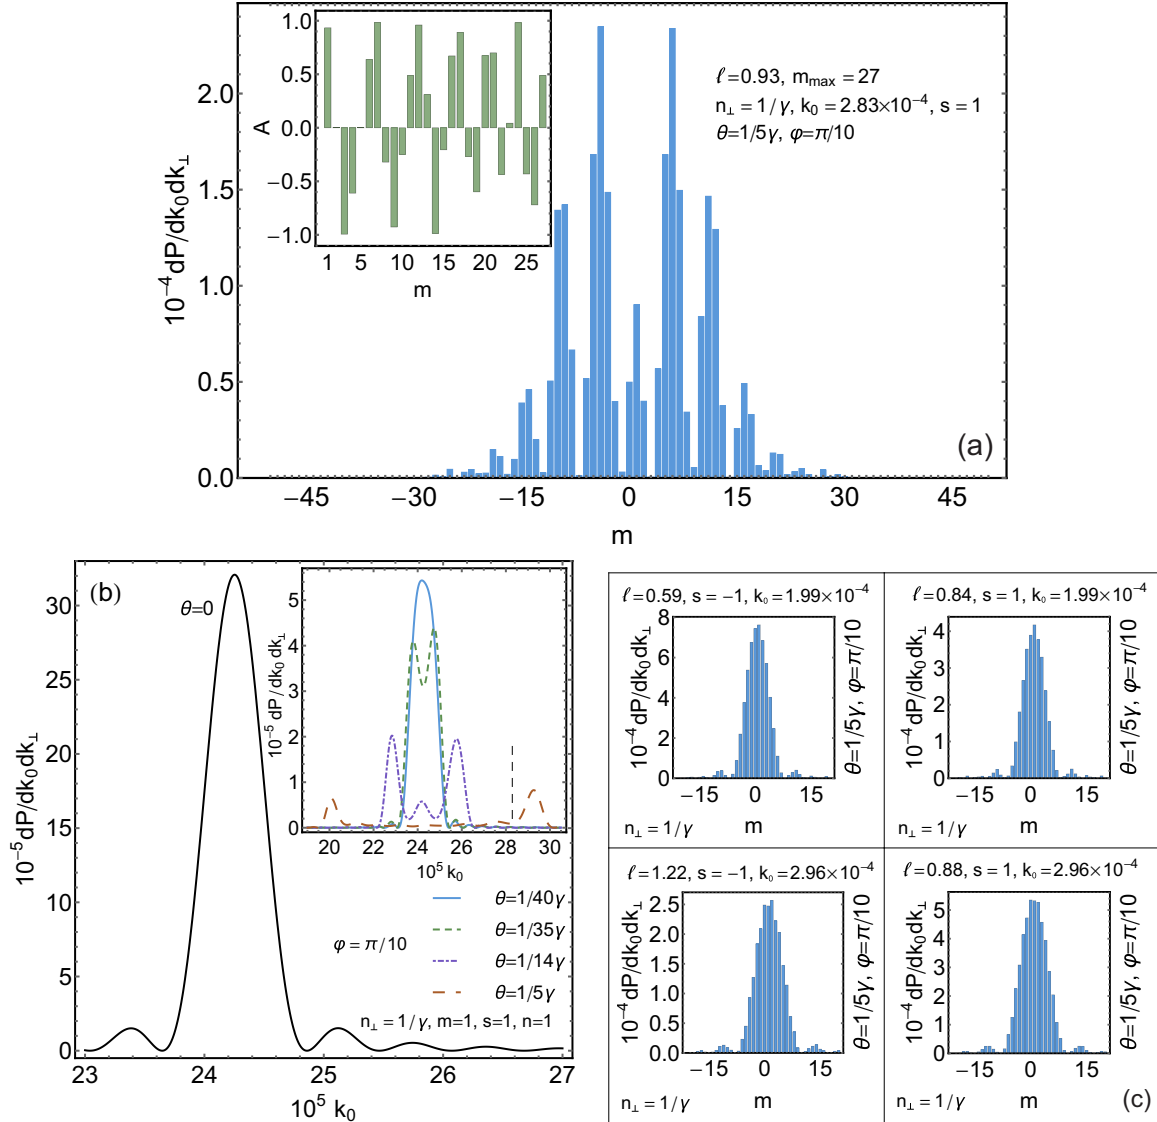 10⁻⁴dP/dk₀dk⊥
2.0
1.5
1.0
0.5
0.0
−45
−30
−15
0
15
30
45
m
A
1.0
0.5
0.0
−0.5
−1.0
1
5
10
15
20
25
m
ℓ=0.93, m_max=27
n⊥=1/γ, k₀=2.83×10⁻⁴, s=1
θ=1/5γ, φ=π/10
(a)
(b)
10⁻⁵dP/dk₀dk⊥
30
25
20
15
10
5
0
23
24
25
26
27
10⁵ k₀
θ=0
10⁻⁵dP/dk₀dk⊥
5
4
3
2
1
0
20
22
24
26
28
30
10⁵ k₀
φ=π/10
θ=1/40γ
θ=1/35γ
θ=1/14γ
θ=1/5γ
n⊥=1/γ, m=1, s=1, n=1
ℓ=0.59, s=−1, k₀=1.99×10⁻⁴
10⁻⁴dP/dk₀dk⊥
8
6
4
2
0
−15
0
15
θ=1/5γ, φ=π/10
n⊥=1/γ
m
ℓ=0.84, s=1, k₀=1.99×10⁻⁴
10⁻⁴dP/dk₀dk⊥
4
3
2
1
0
−15
0
15
θ=1/5γ, φ=π/10
n⊥=1/γ
m
ℓ=1.22, s=−1, k₀=2.96×10⁻⁴
10⁻⁴dP/dk₀dk⊥
2.5
2.0
1.5
1.0
0.5
0.0
−15
0
15
θ=1/5γ, φ=π/10
n⊥=1/γ
m
ℓ=0.88, s=1, k₀=2.96×10⁻⁴
10⁻⁴dP/dk₀dk⊥
5
4
3
2
1
0
−15
0
15
θ=1/5γ, φ=π/10
n⊥=1/γ
m
(c)